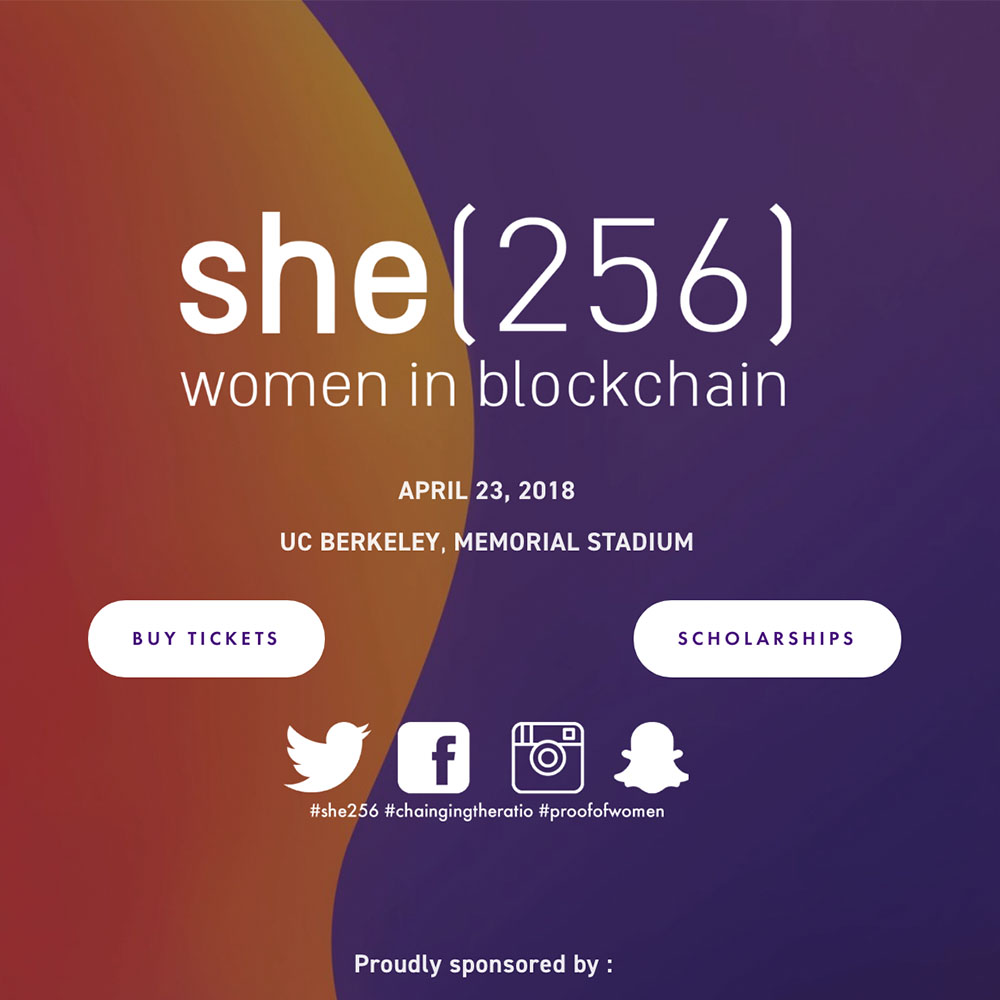 she(256)
women in blockchain
APRIL 23, 2018
UC BERKELEY, MEMORIAL STADIUM
BUY TICKETS
SCHOLARSHIPS
#she256 #chaingingtheratio #proofofwomen
Proudly sponsored by :